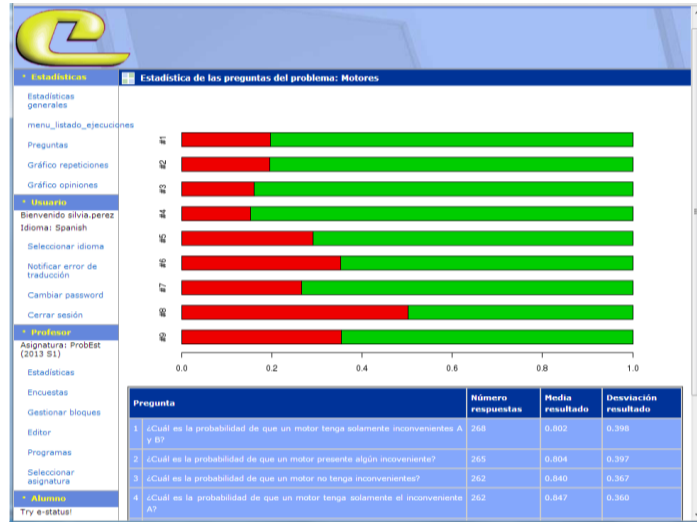 * Estadísticas
Estadísticas
generales
menu_listado_ejecuciones
Preguntas
Gráfico repeticiones
Gráfico opiniones
* Usuario
Bienvenido silvia.perez
Idioma: Spanish
Seleccionar idioma
Notificar error de
traducción
Cambiar password
Cerrar sesión
* Profesor
Asignatura: ProbEst
(2013 S1)
Estadísticas
Encuestas
Gestionar bloques
Editor
Programas
Seleccionar
asignatura
* Alumno
Try e-status!
Estadística de las preguntas del problema: Motores
#1
#2
#3
#4
#5
#6
#7
#8
#9
0.0 0.2 0.4 0.6 0.8 1.0
Pregunta Número respuestas Media resultado Desviación resultado
1 ¿Cuál es la probabilidad de que un motor tenga solamente inconvenientes A
y B? 268 0.802 0.398
2 ¿Cuál es la probabilidad de que un motor presente algún incoveniente? 265 0.804 0.397
3 ¿Cuál es la probabilidad de que un motor no tenga inconvenientes? 262 0.840 0.367
4 ¿Cuál es la probabilidad de que un motor tenga solamente el inconveniente
A? 262 0.847 0.360